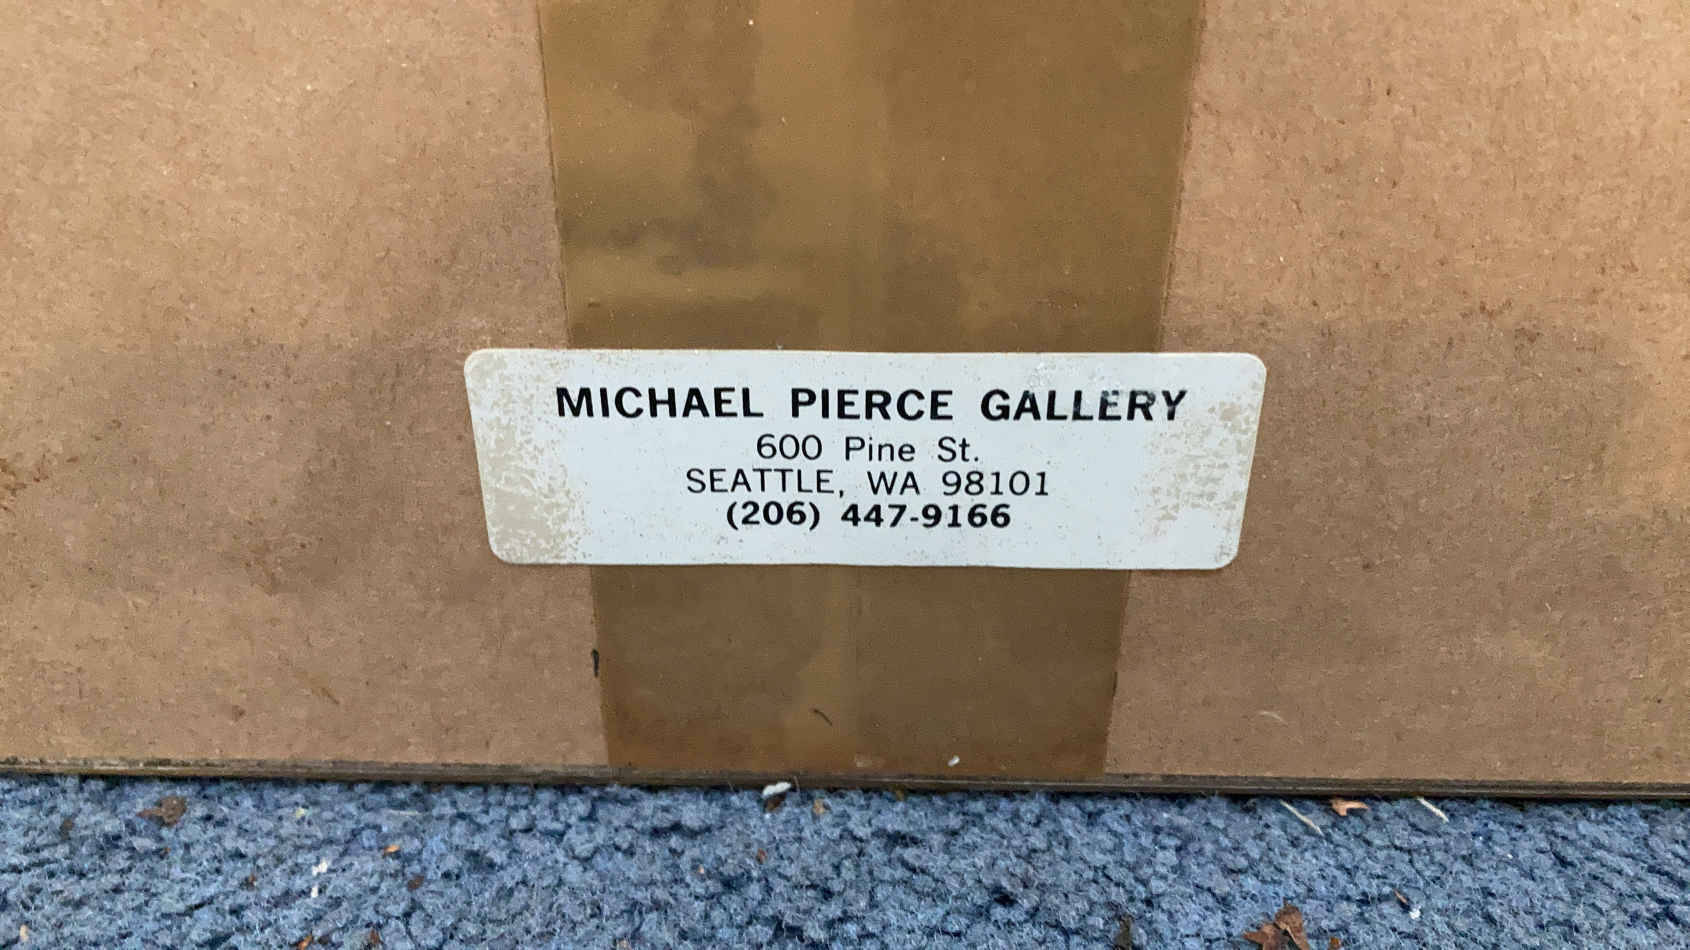 MICHAEL PIERCE GALLERY
600 Pine St.
SEATTLE, WA 98101
(206) 447-9166